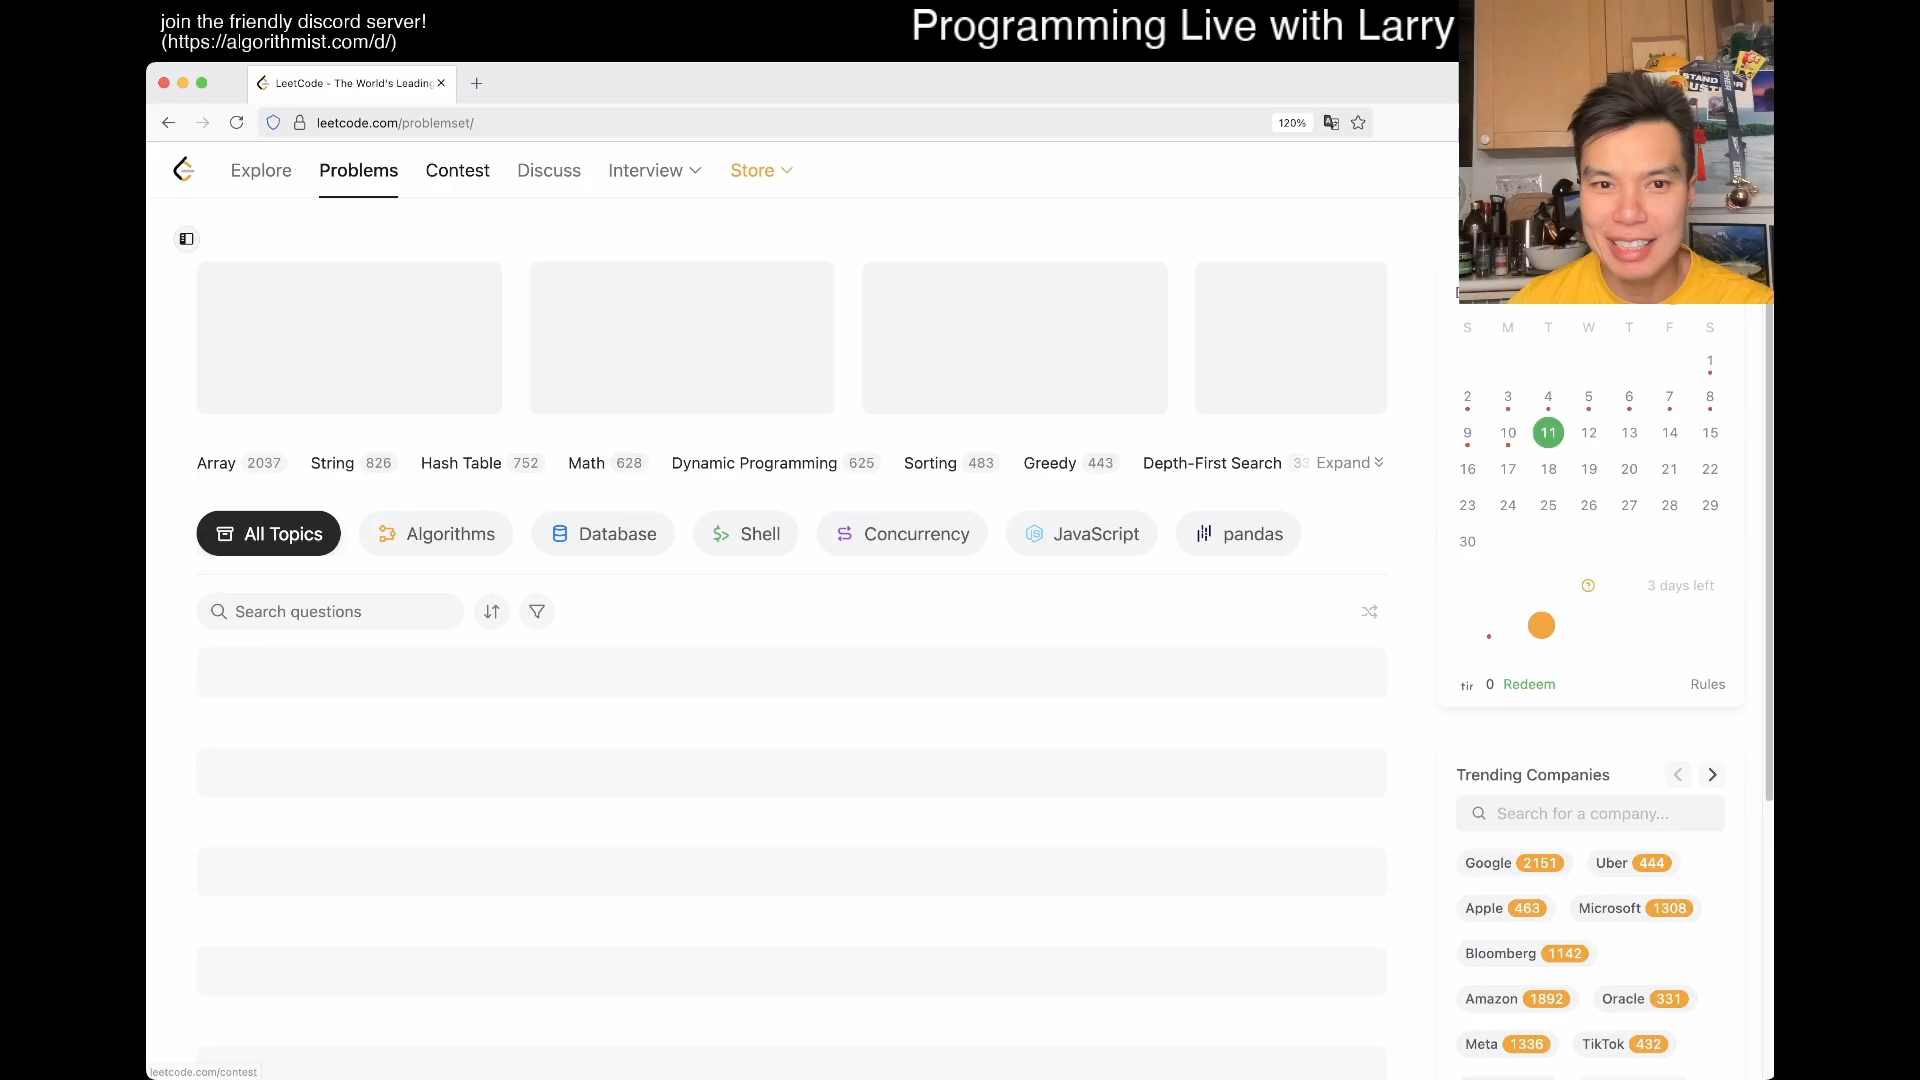 join the friendly discord server!
(https://algorithmist.com/d/)
Programming Live with Larry
LeetCode - The World's Leading
leetcode.com/problemset/
120%
Explore Problems Contest Discuss Interview Store
Array 2037 String 826 Hash Table 752 Math 628 Dynamic Programming 625 Sorting 483 Greedy 443 Depth-First Search 33 Expand
All Topics Algorithms Database Shell Concurrency JavaScript pandas
Search questions
S M T W T F S
1
2 3 4 5 6 7 8
9 10 11 12 13 14 15
16 17 18 19 20 21 22
23 24 25 26 27 28 29
30
3 days left
0 Redeem Rules
Trending Companies
Search for a company...
Google 2151 Uber 444
Apple 463 Microsoft 1308
Bloomberg 1142
Amazon 1892 Oracle 331
Meta 1336 TikTok 432
leetcode.com/contest
STAND